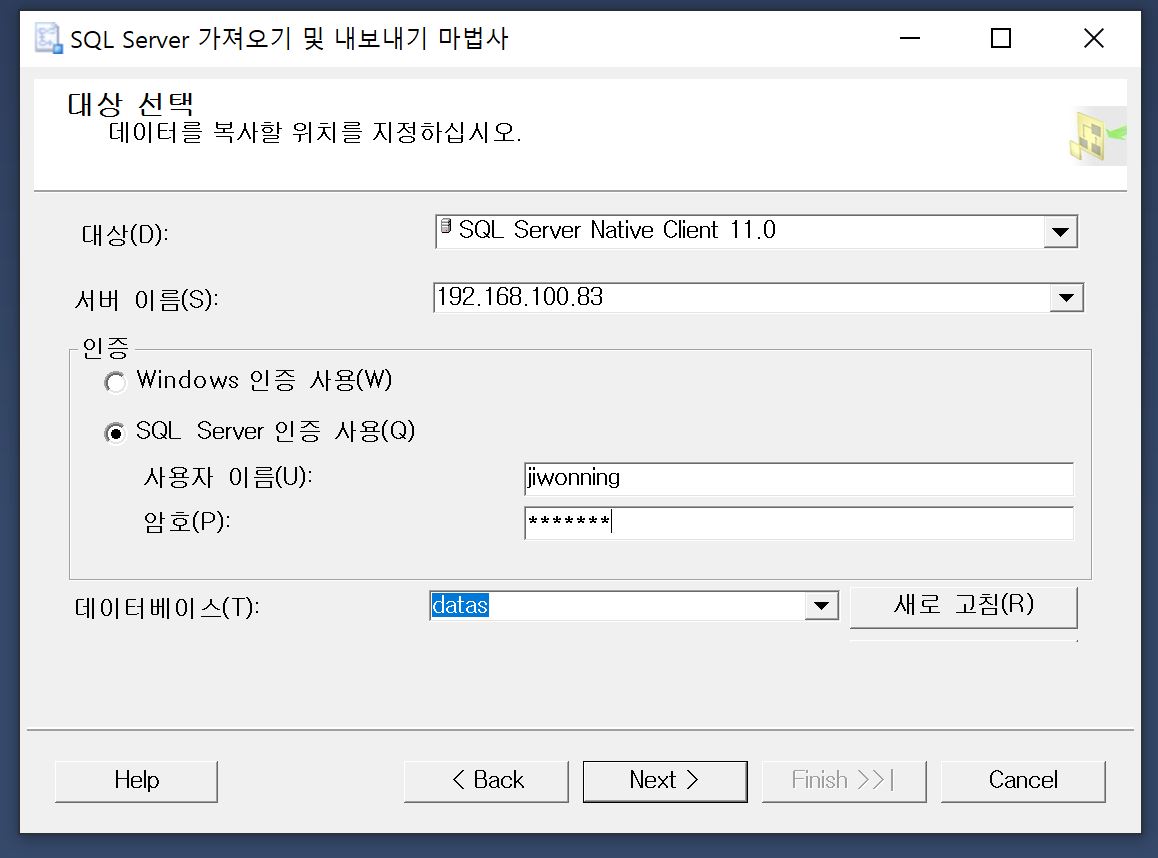 SQL Server 가져오기 및 내보내기 마법사
대상 선택
데이터를 복사할 위치를 지정하십시오.
대상(D): SQL Server Native Client 11.0
서버 이름(S): 192.168.100.83
인증
Windows 인증 사용(W)
SQL Server 인증 사용(Q)
사용자 이름(U): jiwonning
암호(P): *******
데이터베이스(T): datas 새로 고침(R)
Help < Back Next > Finish >>| Cancel